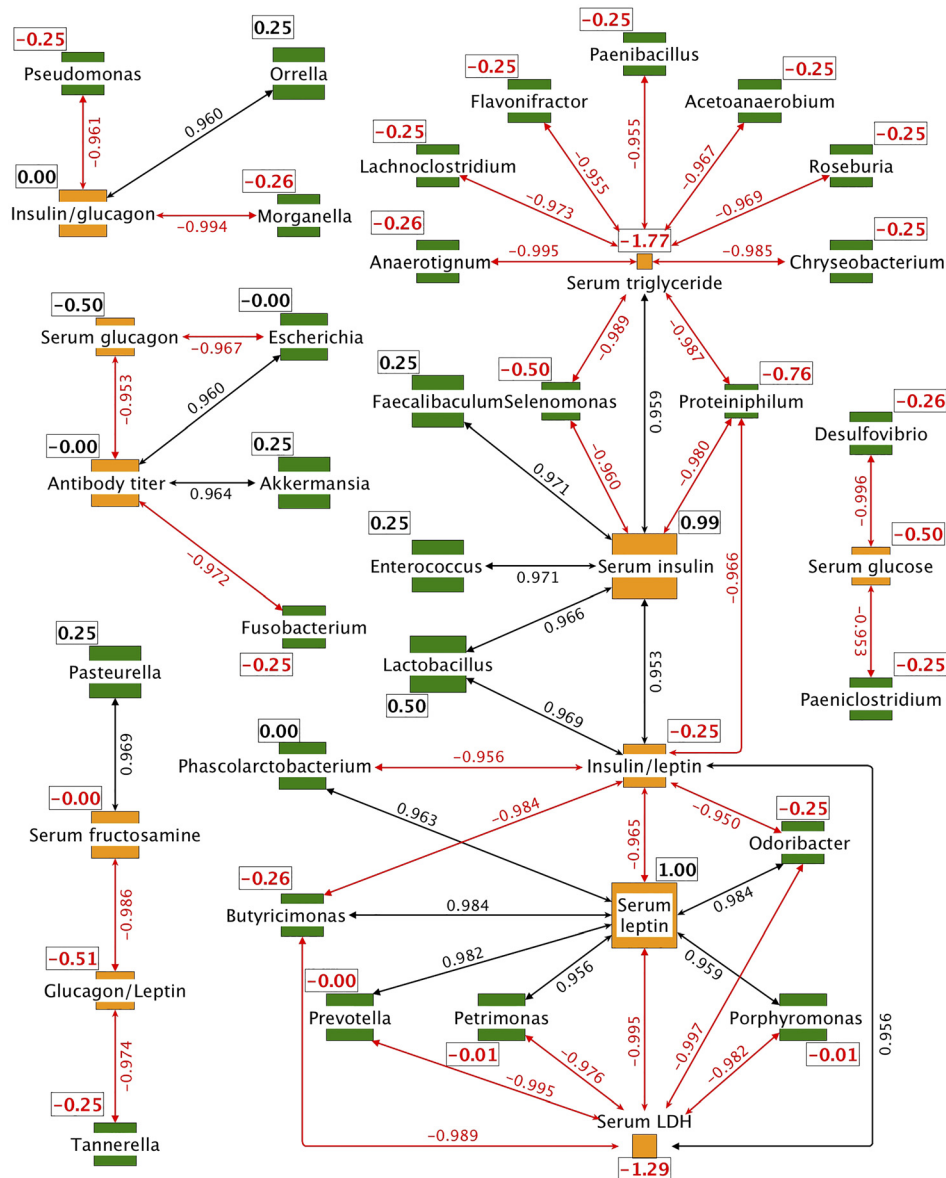 -0.25
Pseudomonas
0.25
Orrella
-0.961
0.960
0.00
Insulin/glucagon
-0.994
-0.26
Morganella
-0.25
Paenibacillus
-0.25
Flavonifractor
-0.25
Acetoanaerobium
-0.25
Lachnoclostridium
-0.25
Roseburia
-0.955
-0.955
-0.967
-0.973
-0.969
-0.26
Anaerotignum
-0.995
-1.77
Serum triglyceride
-0.985
-0.25
Chryseobacterium
-0.50
Serum glucagon
-0.967
-0.00
Escherichia
-0.953
0.960
-0.00
Antibody titer
0.964
0.25
Akkermansia
-0.972
Fusobacterium
-0.25
-0.989
0.959
-0.987
0.25
Faecalibaculum
-0.50
Selenomonas
-0.76
Proteiniphilum
0.971
-0.960
-0.980
-0.966
0.25
Enterococcus
0.971
0.99
Serum insulin
0.966
Lactobacillus
0.50
0.969
0.953
-0.26
Desulfovibrio
-0.966
-0.50
Serum glucose
-0.953
-0.25
Paeniclostridium
0.25
Pasteurella
0.969
-0.00
Serum fructosamine
-0.986
-0.51
Glucagon/Leptin
-0.974
-0.25
Tannerella
0.00
Phascolarctobacterium
-0.956
-0.25
Insulin/leptin
0.963
-0.984
-0.965
-0.950
-0.25
Odoribacter
-0.26
Butyricimonas
0.984
1.00
Serum
leptin
0.984
0.982
0.956
0.959
-0.00
Prevotella
Petrimonas
-0.01
Porphyromonas
-0.01
-0.995
-0.976
-0.995
-0.997
-0.982
0.956
-0.989
Serum LDH
-1.29